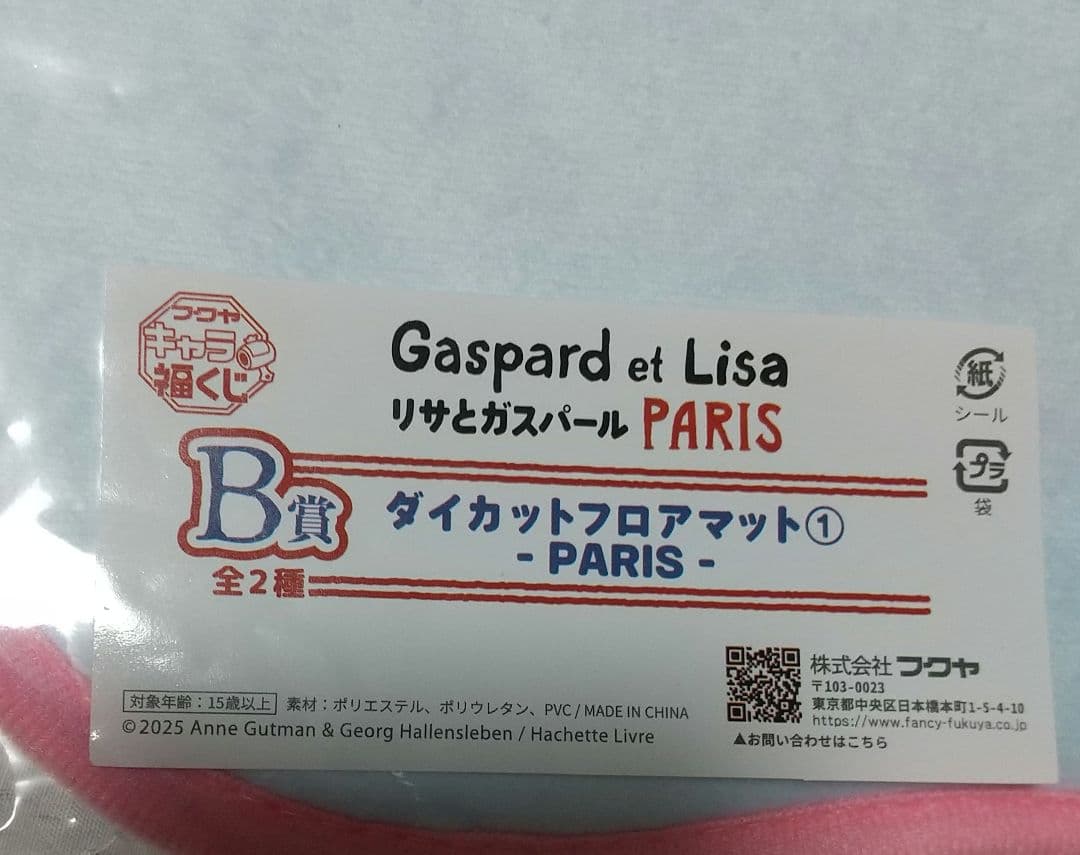 フクヤ
キャラ
福くじ
Gaspard et Lisa
リサとガスパール PARIS
B賞
全2種
ダイカットフロアマット①
- PARIS -
紙
シール
プラ
袋
対象年齢：15歳以上 素材：ポリエステル、ポリウレタン、PVC / MADE IN CHINA
©2025 Anne Gutman & Georg Hallensleben / Hachette Livre
株式会社フクヤ
〒103-0023
東京都中央区日本橋本町1-5-4-10
https://www.fancy-fukuya.co.jp
▲お問い合わせはこちら